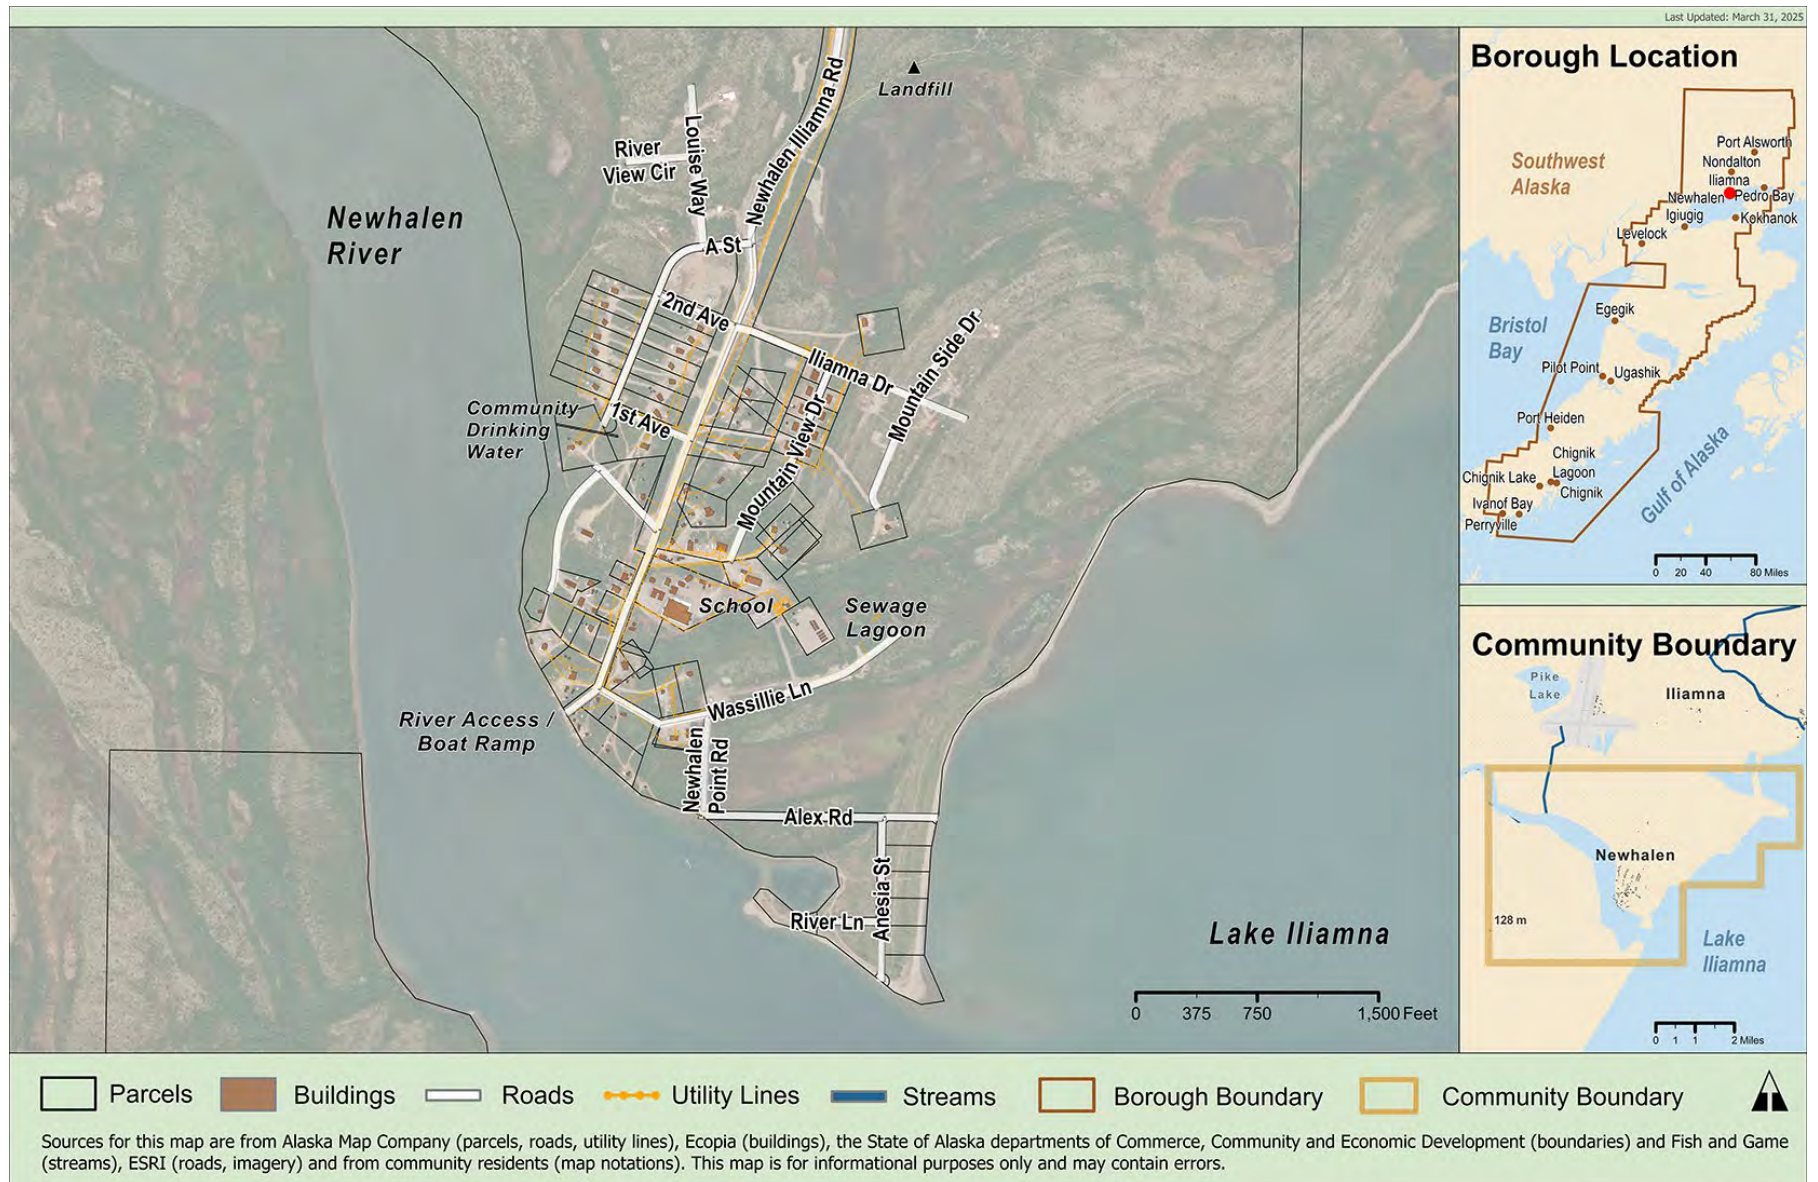 Last Updated: March 31, 2025
Landfill
Newhalen Illiamna Rd
Louise Way
River
View Cir
Newhalen
River
A St
2nd Ave
Iliamna Dr
Mountain Side Dr
Community
Drinking
Water
1st Ave
Mountain View Dr
School
Sewage
Lagoon
River Access /
Boat Ramp
Wassillie Ln
Newhalen
Point Rd
Alex Rd
Anesia St
River Ln
Lake Iliamna
0 375 750 1,500 Feet
Borough Location
Southwest
Alaska
Port Alsworth
Nondalton
Iliamna
Newhalen
Pedro Bay
Igiugig
Kokhanok
Levelock
Bristol
Bay
Egegik
Pilot Point
Ugashik
Port Heiden
Chignik
Lagoon
Chignik Lake
Chignik
Ivanof Bay
Perryville
Gulf of Alaska
0 20 40 80 Miles
Community Boundary
Pike
Lake
Iliamna
Newhalen
128 m
Lake
Iliamna
0 1 1 2 Miles
Parcels
Buildings
Roads
Utility Lines
Streams
Borough Boundary
Community Boundary
Sources for this map are from Alaska Map Company (parcels, roads, utility lines), Ecopia (buildings), the State of Alaska departments of Commerce, Community and Economic Development (boundaries) and Fish and Game
(streams), ESRI (roads, imagery) and from community residents (map notations). This map is for informational purposes only and may contain errors.